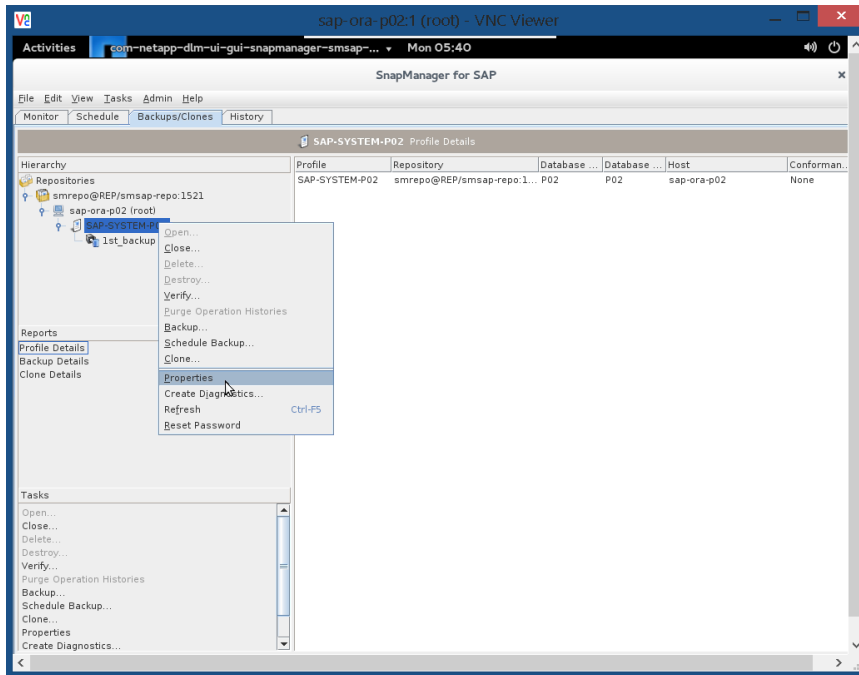 sap-ora-p02:1 (root) - VNC Viewer
Activities com-netapp-dlm-ui-gui-snapmanager-smsap-... Mon 05:40
SnapManager for SAP
File Edit View Tasks Admin Help
Monitor Schedule Backups/Clones History
SAP-SYSTEM-P02 Profile Details
Hierarchy
Repositories
smrepo@REP/smsap-repo:1521
sap-ora-p02 (root)
SAP-SYSTEM-P
1st_backup
Profile Repository Database ... Database ... Host Conforman..
SAP-SYSTEM-P02 smrepo@REP/smsap-repo:1... P02 P02 sap-ora-p02 None
Open...
Close...
Delete...
Destroy...
Verify...
Purge Operation Histories
Backup...
Schedule Backup...
Clone...
Properties
Create Diagnostics...
Refresh Ctrl-F5
Reset Password
Reports
Profile Details
Backup Details
Clone Details
Tasks
Open...
Close...
Delete...
Destroy...
Verify...
Purge Operation Histories
Backup...
Schedule Backup...
Clone...
Properties
Create Diagnostics...